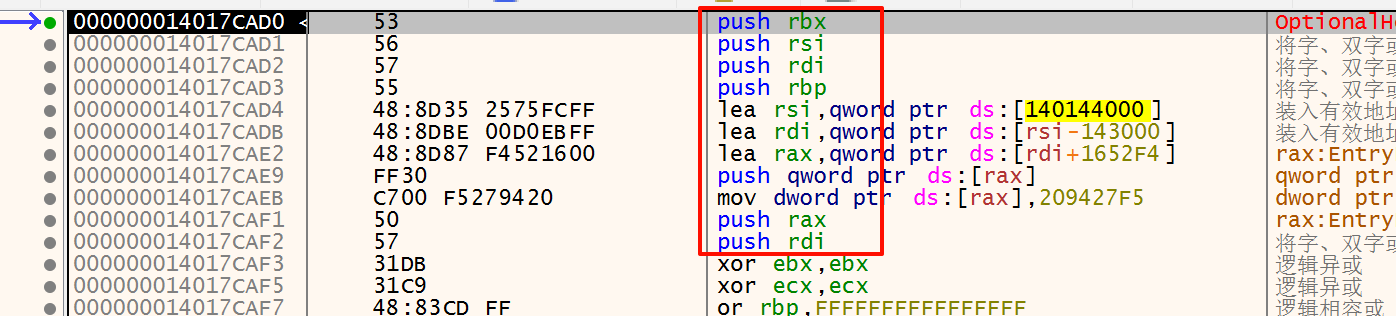 000000014017CAD0 < 53 push rbx OptionalHe
000000014017CAD1 56 push rsi 将字、双字或
000000014017CAD2 57 push rdi 将字、双字或
000000014017CAD3 55 push rbp 将字、双字或
000000014017CAD4 48:8D35 2575FCFF lea rsi,qword ptr ds:[140144000] 装入有效地址
000000014017CADB 48:8DBE 00D0EBFF lea rdi,qword ptr ds:[rsi-143000] 装入有效地址
000000014017CAE2 48:8D87 F4521600 lea rax,qword ptr ds:[rdi+1652F4] rax:Entry
000000014017CAE9 FF30 push qword ptr ds:[rax] qword ptr
000000014017CAEB C700 F5279420 mov dword ptr ds:[rax],209427F5 dword ptr
000000014017CAF1 50 push rax rax:Entry
000000014017CAF2 57 push rdi 将字、双字或
000000014017CAF3 31DB xor ebx,ebx 逻辑异或
000000014017CAF5 31C9 xor ecx,ecx 逻辑异或
000000014017CAF7 48:83CD FF or rbp,FFFFFFFFFFFFFFFF 逻辑相容或